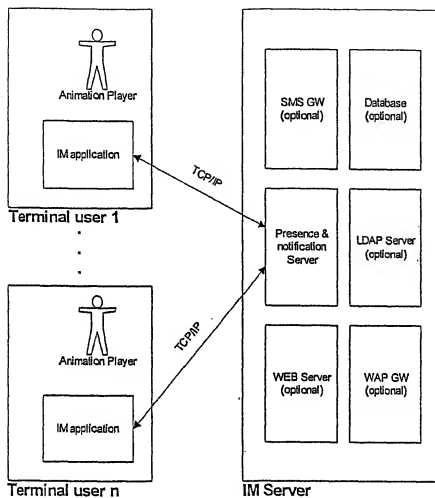 Animation Player
IM application
Terminal user 1
Animation Player
IM application
Terminal user n
TCP/IP
TCP/IP
SMS GW
(optional)
Database
(optional)
Presence &
notification
Server
LDAP Server
(optional)
WEB Server
(optional)
WAP GW
(optional)
IM Server